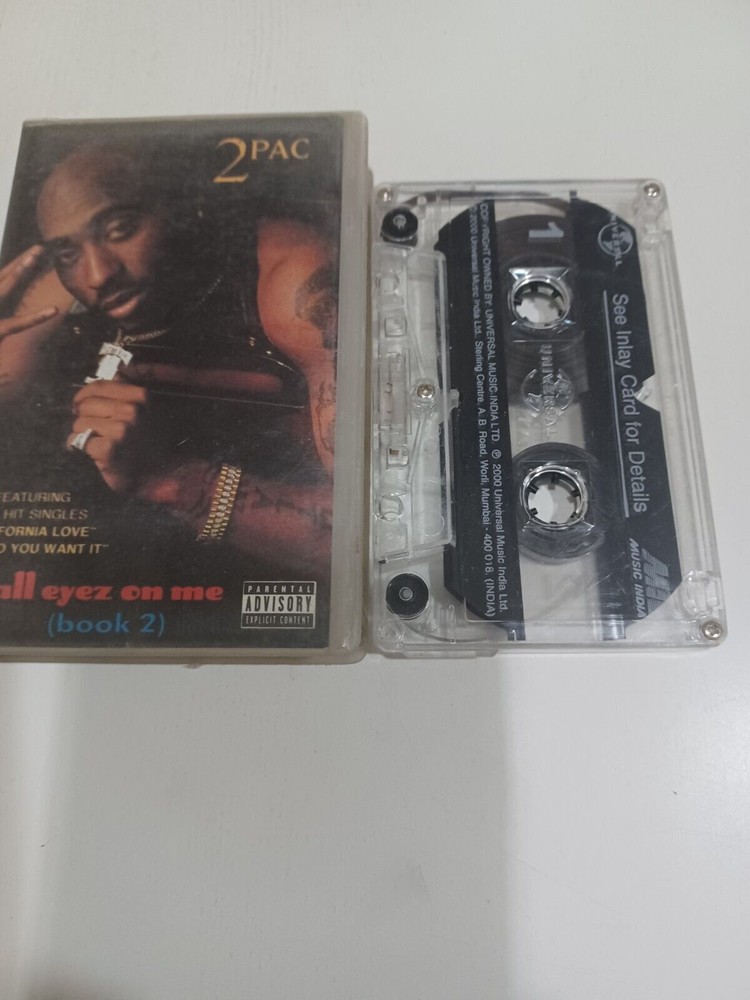 2PAC
FEATURING
HIT SINGLES
FORNIA LOVE"
O YOU WANT IT"
all eyez on me
(book 2)
PARENTAL
ADVISORY
EXPLICIT CONTENT
UNIVERSAL
See Inlay Card for Details
1
UNIVERSAL
MUSIC INDIA
COPYRIGHT OWNED BY: UNIVERSAL MUSIC INDIA LTD. ℗ 2000 Universal Music India Ltd.
© 2000 Universal Music India Ltd. Sterling Centre, A. B. Road, Worli, Mumbai - 400 018. (INDIA)